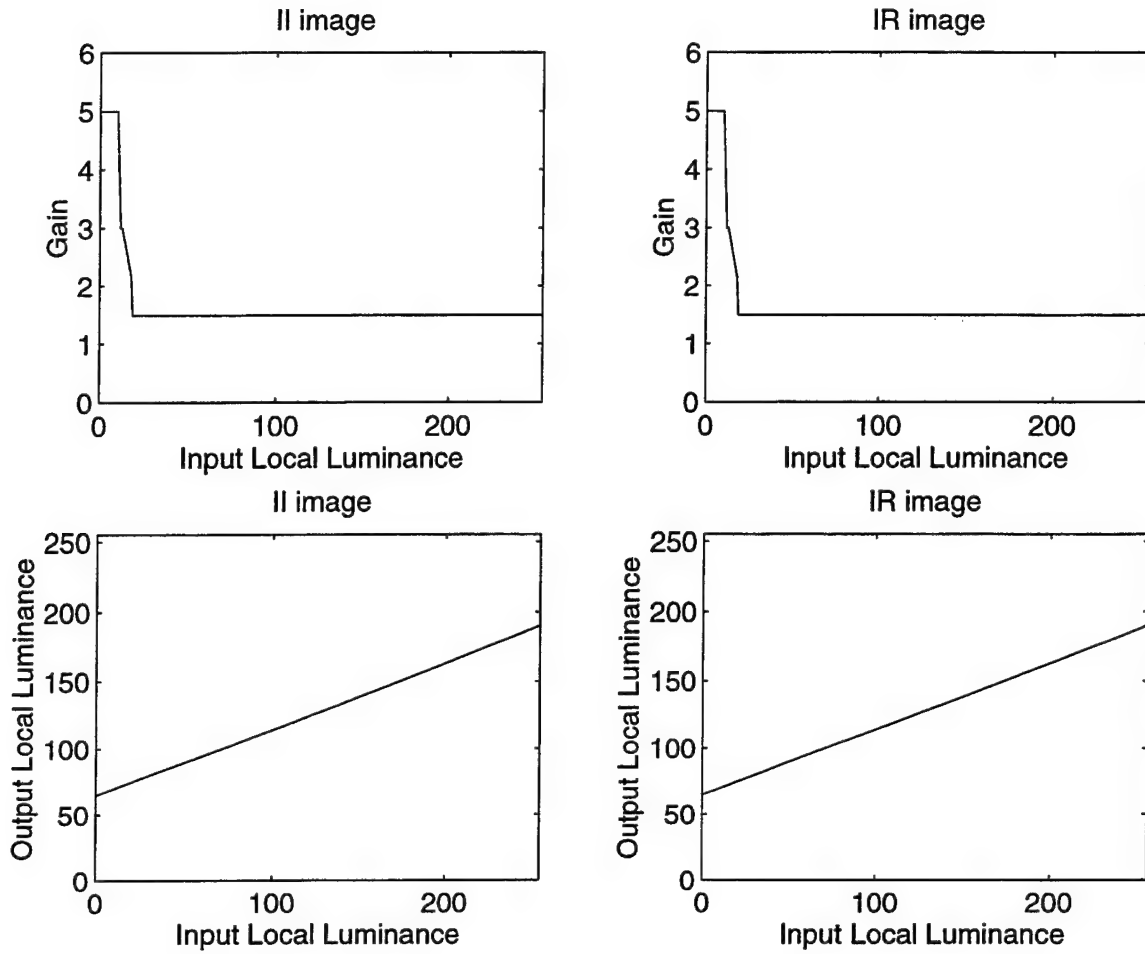 II image
6
5
4
3
2
1
0
Gain
0 100 200
Input Local Luminance
IR image
6
5
4
3
2
1
0
Gain
0 100 200
Input Local Luminance
II image
250
200
150
100
50
0
Output Local Luminance
0 100 200
Input Local Luminance
IR image
250
200
150
100
50
0
Output Local Luminance
0 100 200
Input Local Luminance